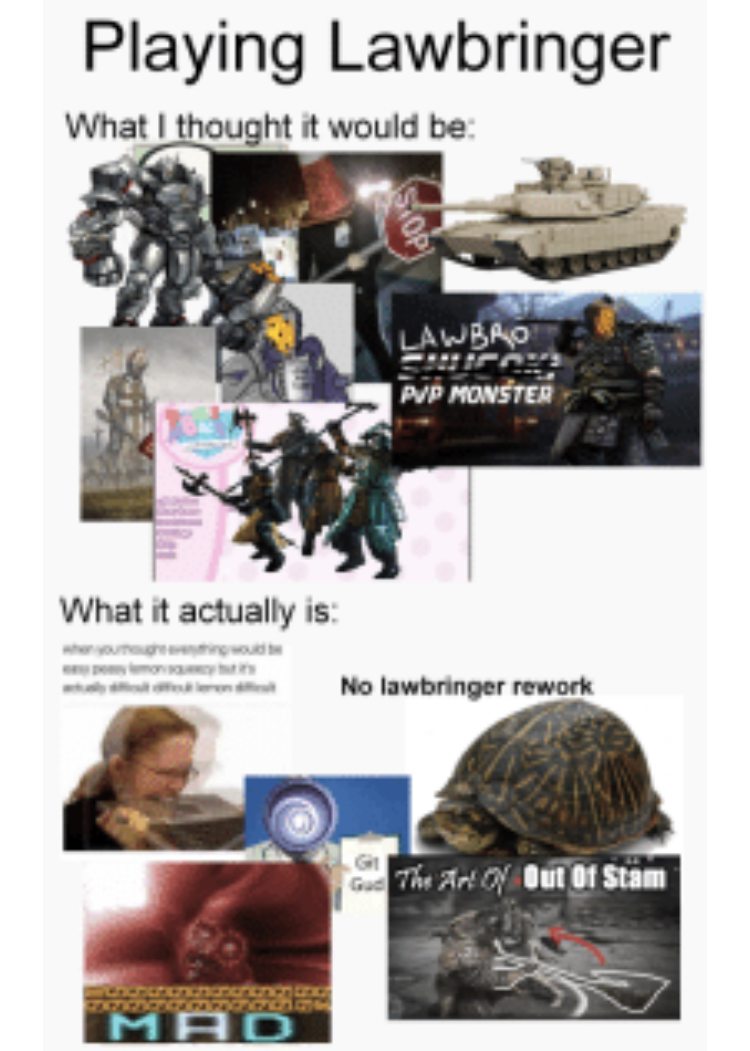 Playing Lawbringer
What I thought it would be:
STOP
LAWBRO
PVP MONSTER
What it actually is:
when you thought everything would be
easy peasy lemon squeezy but it's
actually difficult difficult lemon difficult
No lawbringer rework
Git
Gud
The Art Of Out Of Stam
MAD